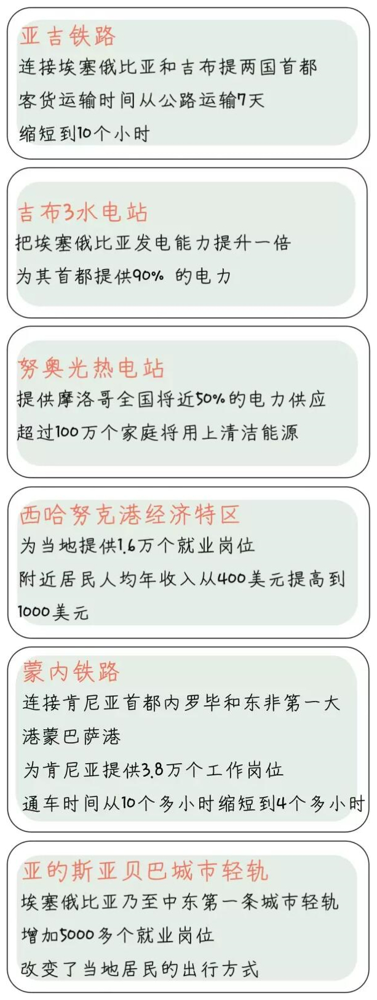 亚吉铁路
连接埃塞俄比亚和吉布提两国首都
客货运输时间从公路运输7天
缩短到10个小时
吉布3水电站
把埃塞俄比亚发电能力提升一倍
为其首都提供90% 的电力
努奥光热电站
提供摩洛哥全国将近50%的电力供应
超过100万个家庭将用上清洁能源
西哈努克港经济特区
为当地提供1.6万个就业岗位
附近居民人均年收入从400美元提高到
1000美元
蒙内铁路
连接肯尼亚首都内罗毕和东非第一大
港蒙巴萨港
为肯尼亚提供3.8万个工作岗位
通车时间从10个多小时缩短到4个多小时
亚的斯亚贝巴城市轻轨
埃塞俄比亚乃至中东第一条城市轻轨
增加5000多个就业岗位
改变了当地居民的出行方式